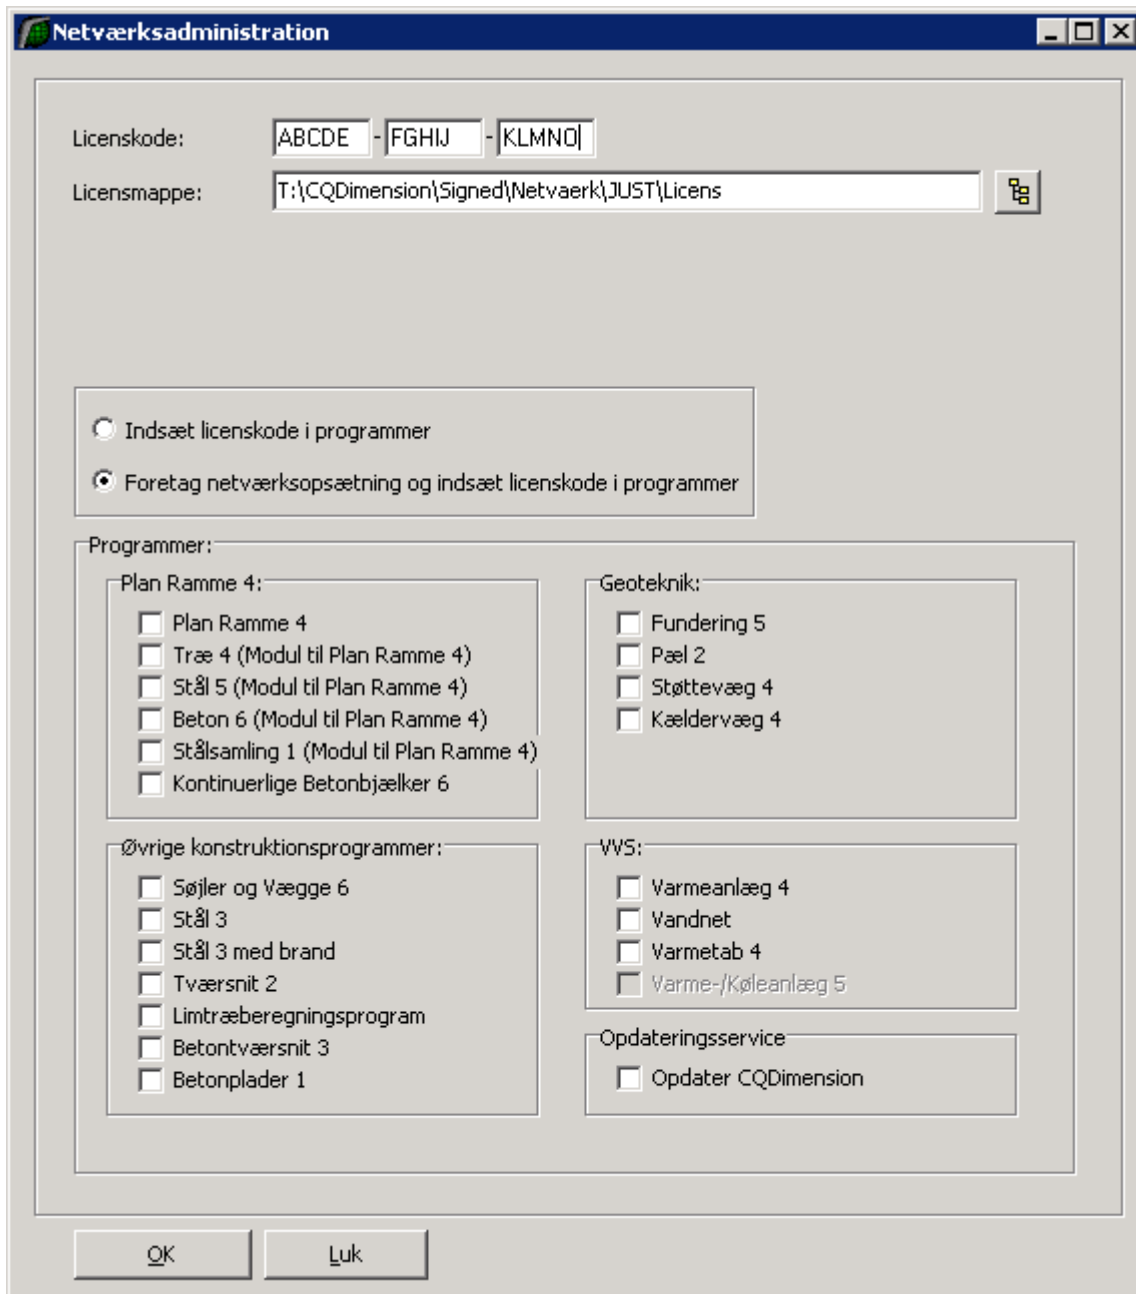 Netværksadministration
Licenskode: ABCDE - FGHIJ - KLMNO
Licensmappe: T:\CQDimension\Signed\Netvaerk\JUST\Licens
Indsæt licenskode i programmer
Foretag netværksopsætning og indsæt licenskode i programmer
Programmer:
Plan Ramme 4:
Plan Ramme 4
Træ 4 (Modul til Plan Ramme 4)
Stål 5 (Modul til Plan Ramme 4)
Beton 6 (Modul til Plan Ramme 4)
Stålsamling 1 (Modul til Plan Ramme 4)
Kontinuerlige Betonbjælker 6
Geoteknik:
Fundering 5
Pæl 2
Støttevæg 4
Kældervæg 4
Øvrige konstruktionsprogrammer:
Søjler og Vægge 6
Stål 3
Stål 3 med brand
Tværsnit 2
Limtræberegningsprogram
Betontværsnit 3
Betonplader 1
VVS:
Varmeanlæg 4
Vandnet
Varmetab 4
Varme-/Køleanlæg 5
Opdateringsservice
Opdater CQDimension
OK
Luk